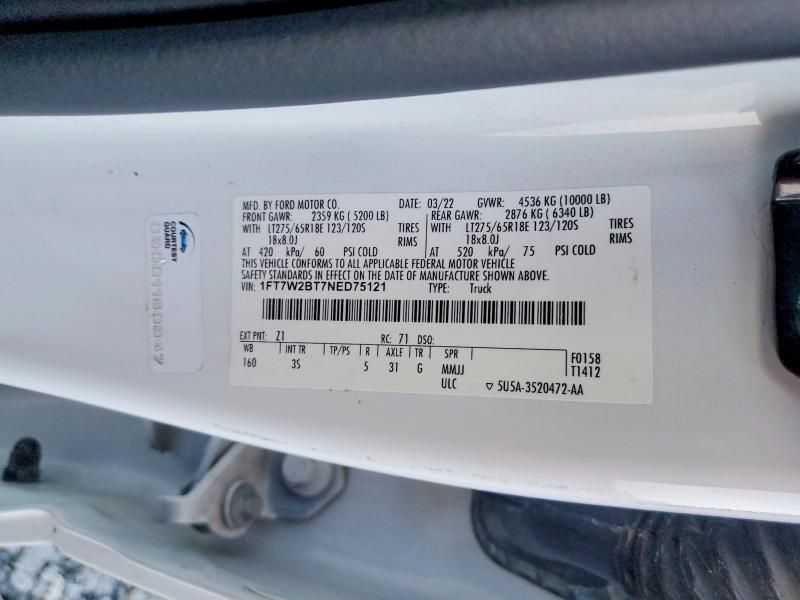 MFD. BY FORD MOTOR CO. DATE: 03/22 GVWR: 4536 KG (10000 LB)
FRONT GAWR: 2359 KG ( 5200 LB) REAR GAWR: 2876 KG ( 6340 LB)
WITH LT275/65R18E 123/120S TIRES WITH LT275/65R18E 123/120S TIRES
18x8.0J RIMS 18x8.0J RIMS
AT 420 kPa/ 60 PSI COLD AT 520 kPa/ 75 PSI COLD
THIS VEHICLE CONFORMS TO ALL APPLICABLE FEDERAL MOTOR VEHICLE
SAFETY STANDARDS IN EFFECT ON THE DATE OF MANUFACTURE SHOWN ABOVE.
VIN: 1FT7W2BT7NED75121 TYPE: Truck
EXT PNT: Z1 RC: 71 DSO:
WB INT TR TP/PS R AXLE TR SPR F0158
160 3S 5 31 G MMJJ T1412
ULC ▽ 5U5A-3520472-AA
COURTESY
GUARD